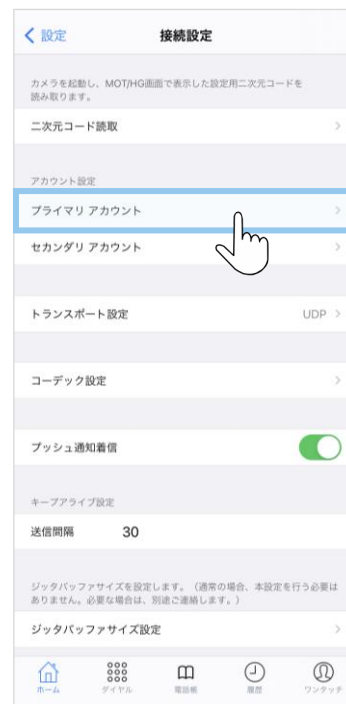 設定
接続設定
カメラを起動し、MOT/HG画面で表示した設定用二次元コードを
読み取ります。
二次元コード読取
アカウント設定
プライマリ アカウント
セカンダリ アカウント
トランスポート設定 UDP
コーデック設定
プッシュ通知着信
キープアライブ設定
送信間隔 30
ジッタバッファサイズを設定します。（通常の場合、本設定を行う必要は
ありません。必要な場合は、別途ご連絡します。）
ジッタバッファサイズ設定
ホーム ダイヤル 電話帳 履歴 ワンタッチ